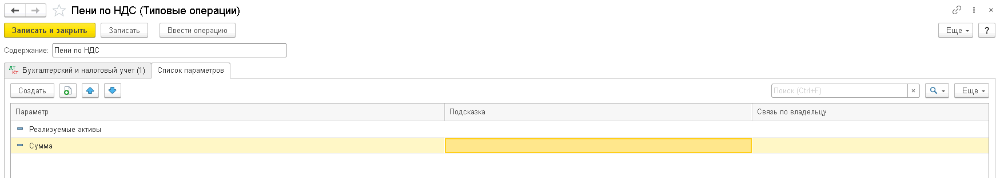 Пени по НДС (Типовые операции)
Записать и закрыть Записать Ввести операцию Еще ?
Содержание: Пени по НДС
Дт Кт Бухгалтерский и налоговый учет (1) Список параметров
Создать Поиск (Ctrl+F) × Еще
Параметр Подсказка Связь по владельцу
Реализуемые активы
Сумма